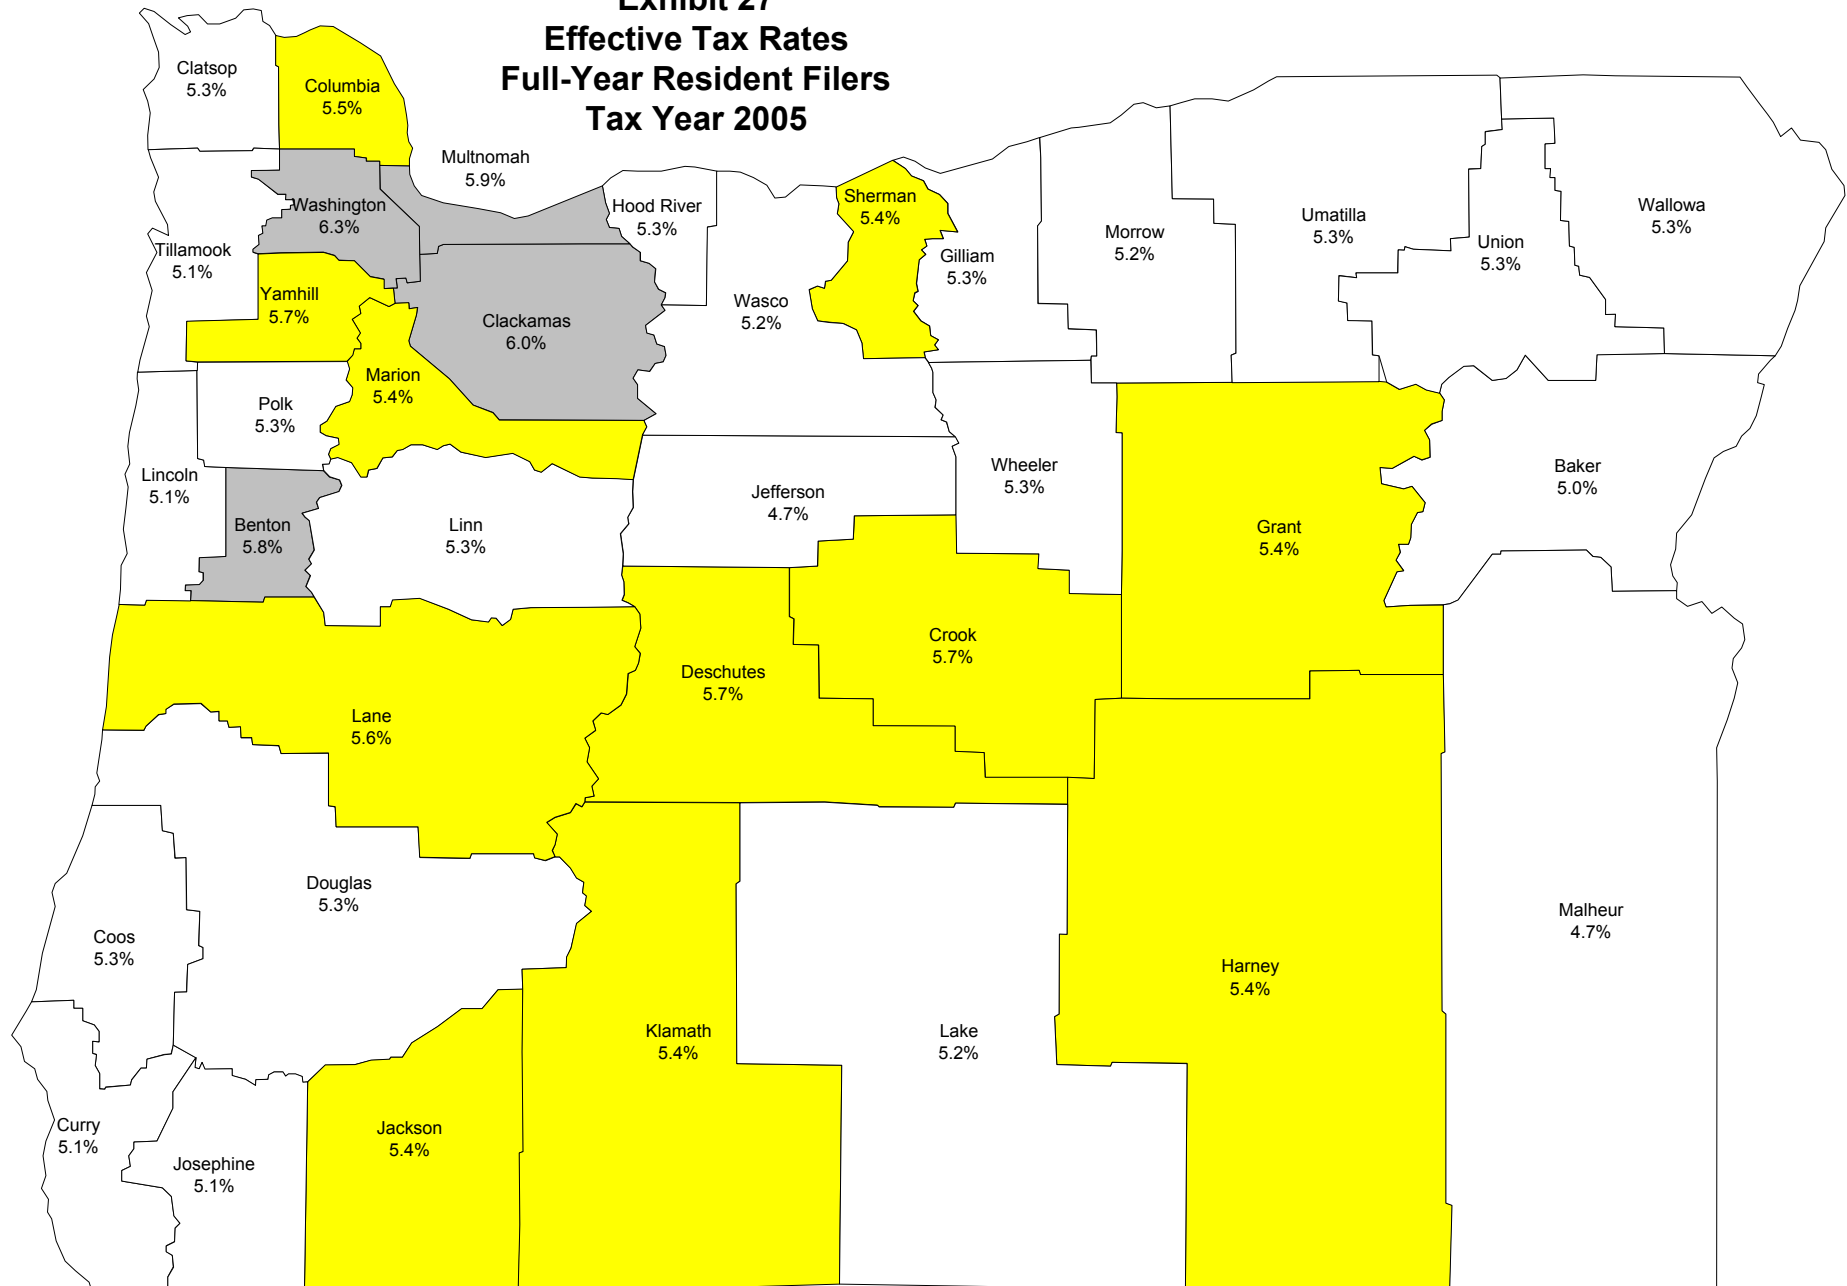 Exhibit 27
Effective Tax Rates
Full-Year Resident Filers
Tax Year 2005
Clatsop
5.3%
Columbia
5.5%
Multnomah
5.9%
Washington
6.3%
Hood River
5.3%
Sherman
5.4%
Tillamook
5.1%
Gilliam
5.3%
Morrow
5.2%
Umatilla
5.3%
Union
5.3%
Wallowa
5.3%
Yamhill
5.7%
Clackamas
6.0%
Wasco
5.2%
Marion
5.4%
Polk
5.3%
Lincoln
5.1%
Benton
5.8%
Linn
5.3%
Jefferson
4.7%
Wheeler
5.3%
Grant
5.4%
Baker
5.0%
Lane
5.6%
Deschutes
5.7%
Crook
5.7%
Douglas
5.3%
Coos
5.3%
Harney
5.4%
Malheur
4.7%
Klamath
5.4%
Lake
5.2%
Curry
5.1%
Josephine
5.1%
Jackson
5.4%